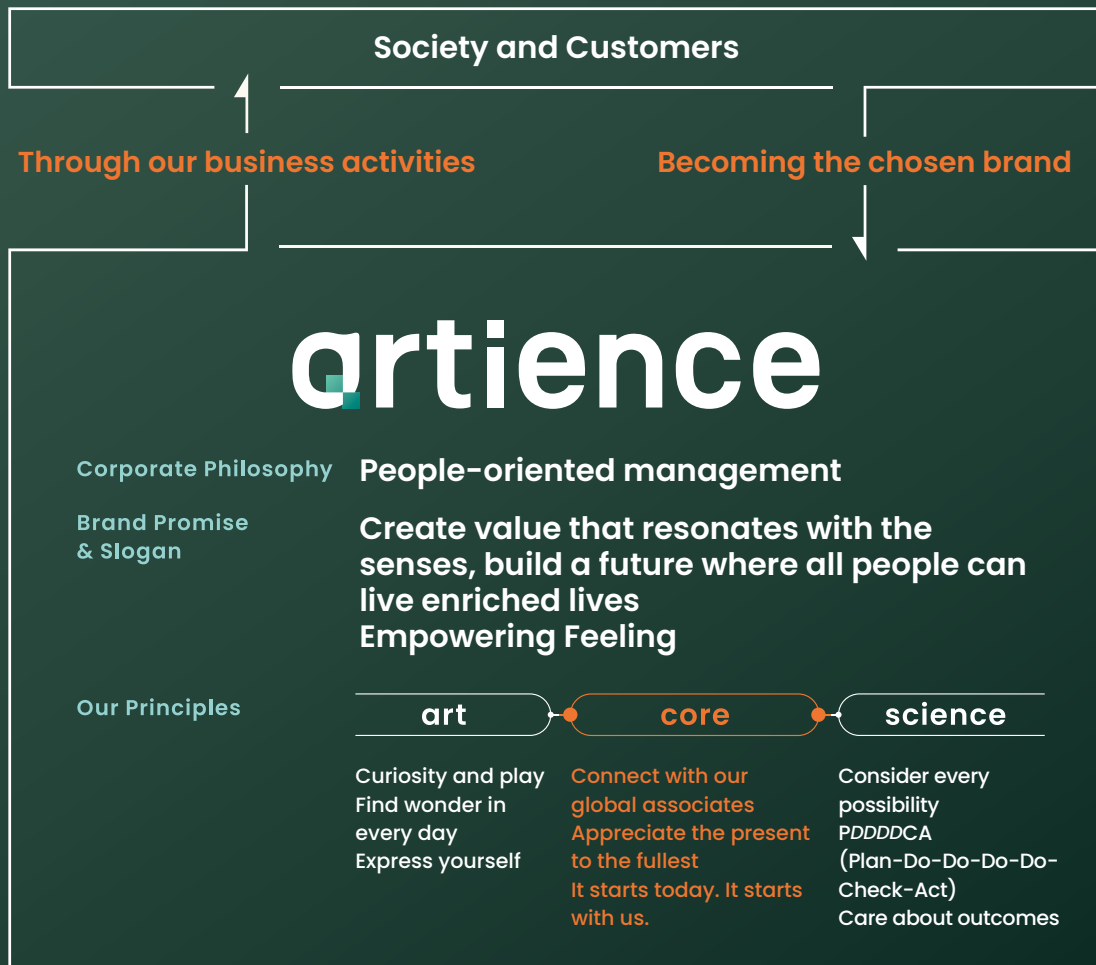 Society and Customers
Through our business activities
Becoming the chosen brand
artience
Corporate Philosophy
People-oriented management
Brand Promise
& Slogan
Create value that resonates with the
senses, build a future where all people can
live enriched lives
Empowering Feeling
Our Principles
art
core
science
Curiosity and play
Find wonder in
every day
Express yourself
Connect with our
global associates
Appreciate the present
to the fullest
It starts today. It starts
with us.
Consider every
possibility
PDDDDCA
(Plan-Do-Do-Do-Do-
Check-Act)
Care about outcomes